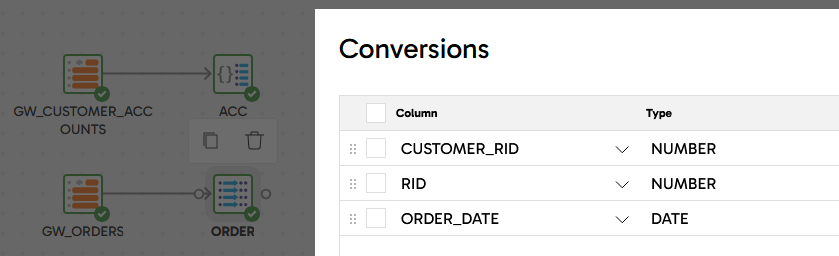 Conversions
Column Type
CUSTOMER_RID NUMBER
RID NUMBER
ORDER_DATE DATE
GW_CUSTOMER_ACC
OUNTS
ACC
GW_ORDERS
ORDER